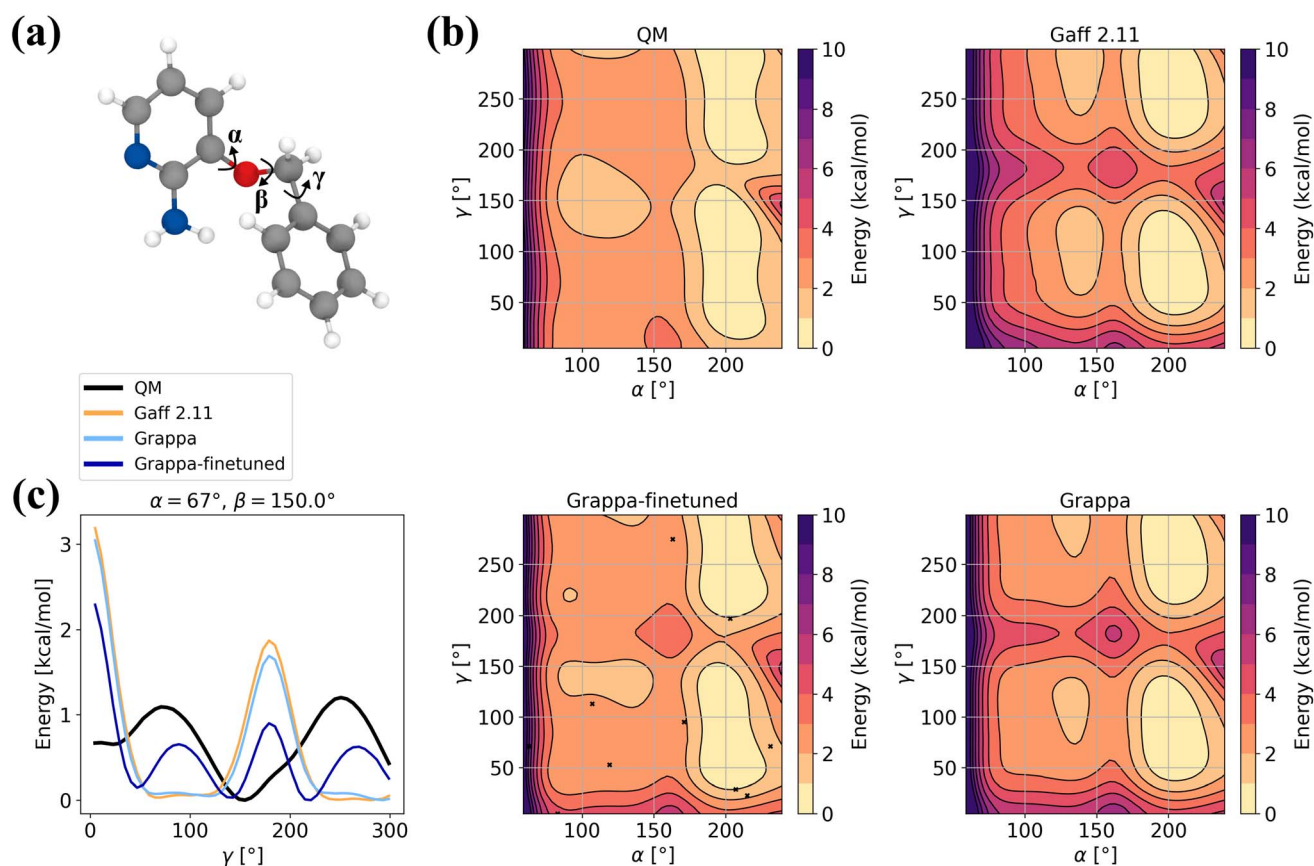 (a)
α
β
γ
(b)
QM
γ [°]
250
200
150
100
50
100 150 200
α [°]
10
8
6
4
2
0
Energy (kcal/mol)
Gaff 2.11
γ [°]
250
200
150
100
50
100 150 200
α [°]
10
8
6
4
2
0
Energy (kcal/mol)
QM
Gaff 2.11
Grappa
Grappa-finetuned
(c)
α = 67°, β = 150.0°
Energy [kcal/mol]
3
2
1
0
0 100 200 300
γ [°]
Grappa-finetuned
γ [°]
250
200
150
100
50
100 150 200
α [°]
10
8
6
4
2
0
Energy (kcal/mol)
Grappa
γ [°]
250
200
150
100
50
100 150 200
α [°]
10
8
6
4
2
0
Energy (kcal/mol)